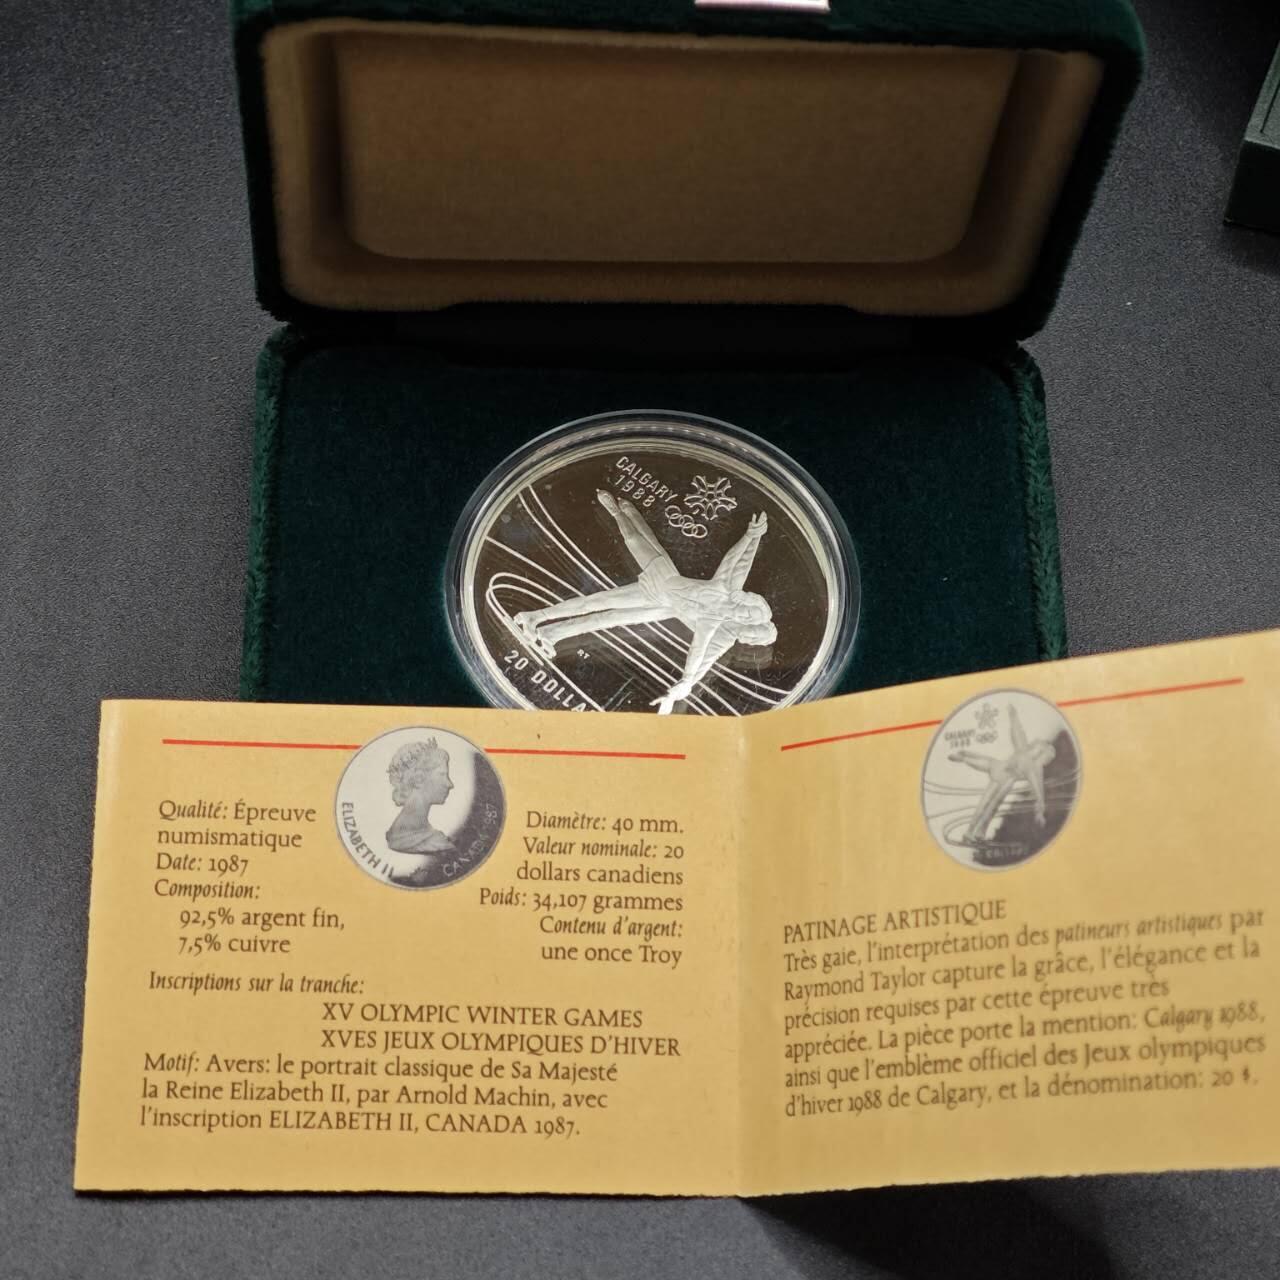 CALGARY
1988
RT
20 DOLLA
ELIZABETH II
CANADA 1987
Qualité: Épreuve
numismatique
Date: 1987
Composition:
92,5% argent fin,
7,5% cuivre
Diamètre: 40 mm.
Valeur nominale: 20
dollars canadiens
Poids: 34,107 grammes
Contenu d'argent:
une once Troy
Inscriptions sur la tranche:
XV OLYMPIC WINTER GAMES
XVES JEUX OLYMPIQUES D'HIVER
Motif: Avers: le portrait classique de Sa Majesté
la Reine Elizabeth II, par Arnold Machin, avec
l'inscription ELIZABETH II, CANADA 1987.
CALGARY
1988
PATINAGE ARTISTIQUE
Très gaie, l'interprétation des patineurs artistiques par
Raymond Taylor capture la grâce, l'élégance et la
précision requises par cette épreuve très
appréciée. La pièce porte la mention: Calgary 1988,
ainsi que l'emblème officiel des Jeux olympiques
d'hiver 1988 de Calgary, et la dénomination: 20 $.